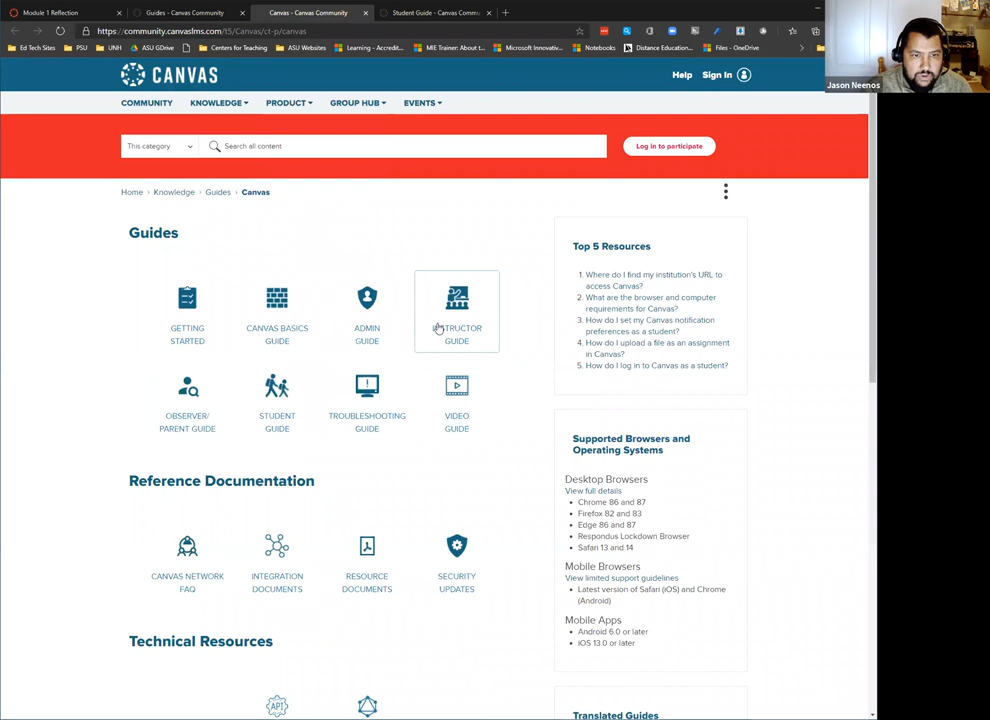 Module 1 Reflection
Guides - Canvas Community
Canvas - Canvas Community
Student Guide - Canvas Commu
https://community.canvaslms.com/t5/Canvas/ct-p/canvas
Ed Tech Sites
PSU
UNH
ASU GDrive
Centers for Teaching
ASU Websites
Learning - Accredit...
MIE Trainer: About t...
Microsoft Innovativ...
Notebooks
Distance Education...
Files - OneDrive
Jason Neenos
CANVAS
Help
Sign In
COMMUNITY
KNOWLEDGE
PRODUCT
GROUP HUB
EVENTS
This category
Search all content
Log in to participate
Home › Knowledge › Guides › Canvas
Guides
GETTING
STARTED
CANVAS BASICS
GUIDE
ADMIN
GUIDE
INSTRUCTOR
GUIDE
OBSERVER/
PARENT GUIDE
STUDENT
GUIDE
TROUBLESHOOTING
GUIDE
VIDEO
GUIDE
Reference Documentation
CANVAS NETWORK
FAQ
INTEGRATION
DOCUMENTS
RESOURCE
DOCUMENTS
SECURITY
UPDATES
Technical Resources
API
Top 5 Resources
1. Where do I find my institution's URL to
access Canvas?
2. What are the browser and computer
requirements for Canvas?
3. How do I set my Canvas notification
preferences as a student?
4. How do I upload a file as an assignment
in Canvas?
5. How do I log in to Canvas as a student?
Supported Browsers and
Operating Systems
Desktop Browsers
View full details
• Chrome 86 and 87
• Firefox 82 and 83
• Edge 86 and 87
• Respondus Lockdown Browser
• Safari 13 and 14
Mobile Browsers
View limited support guidelines
• Latest version of Safari (iOS) and Chrome
(Android)
Mobile Apps
• Android 6.0 or later
• iOS 13.0 or later
Translated Guides